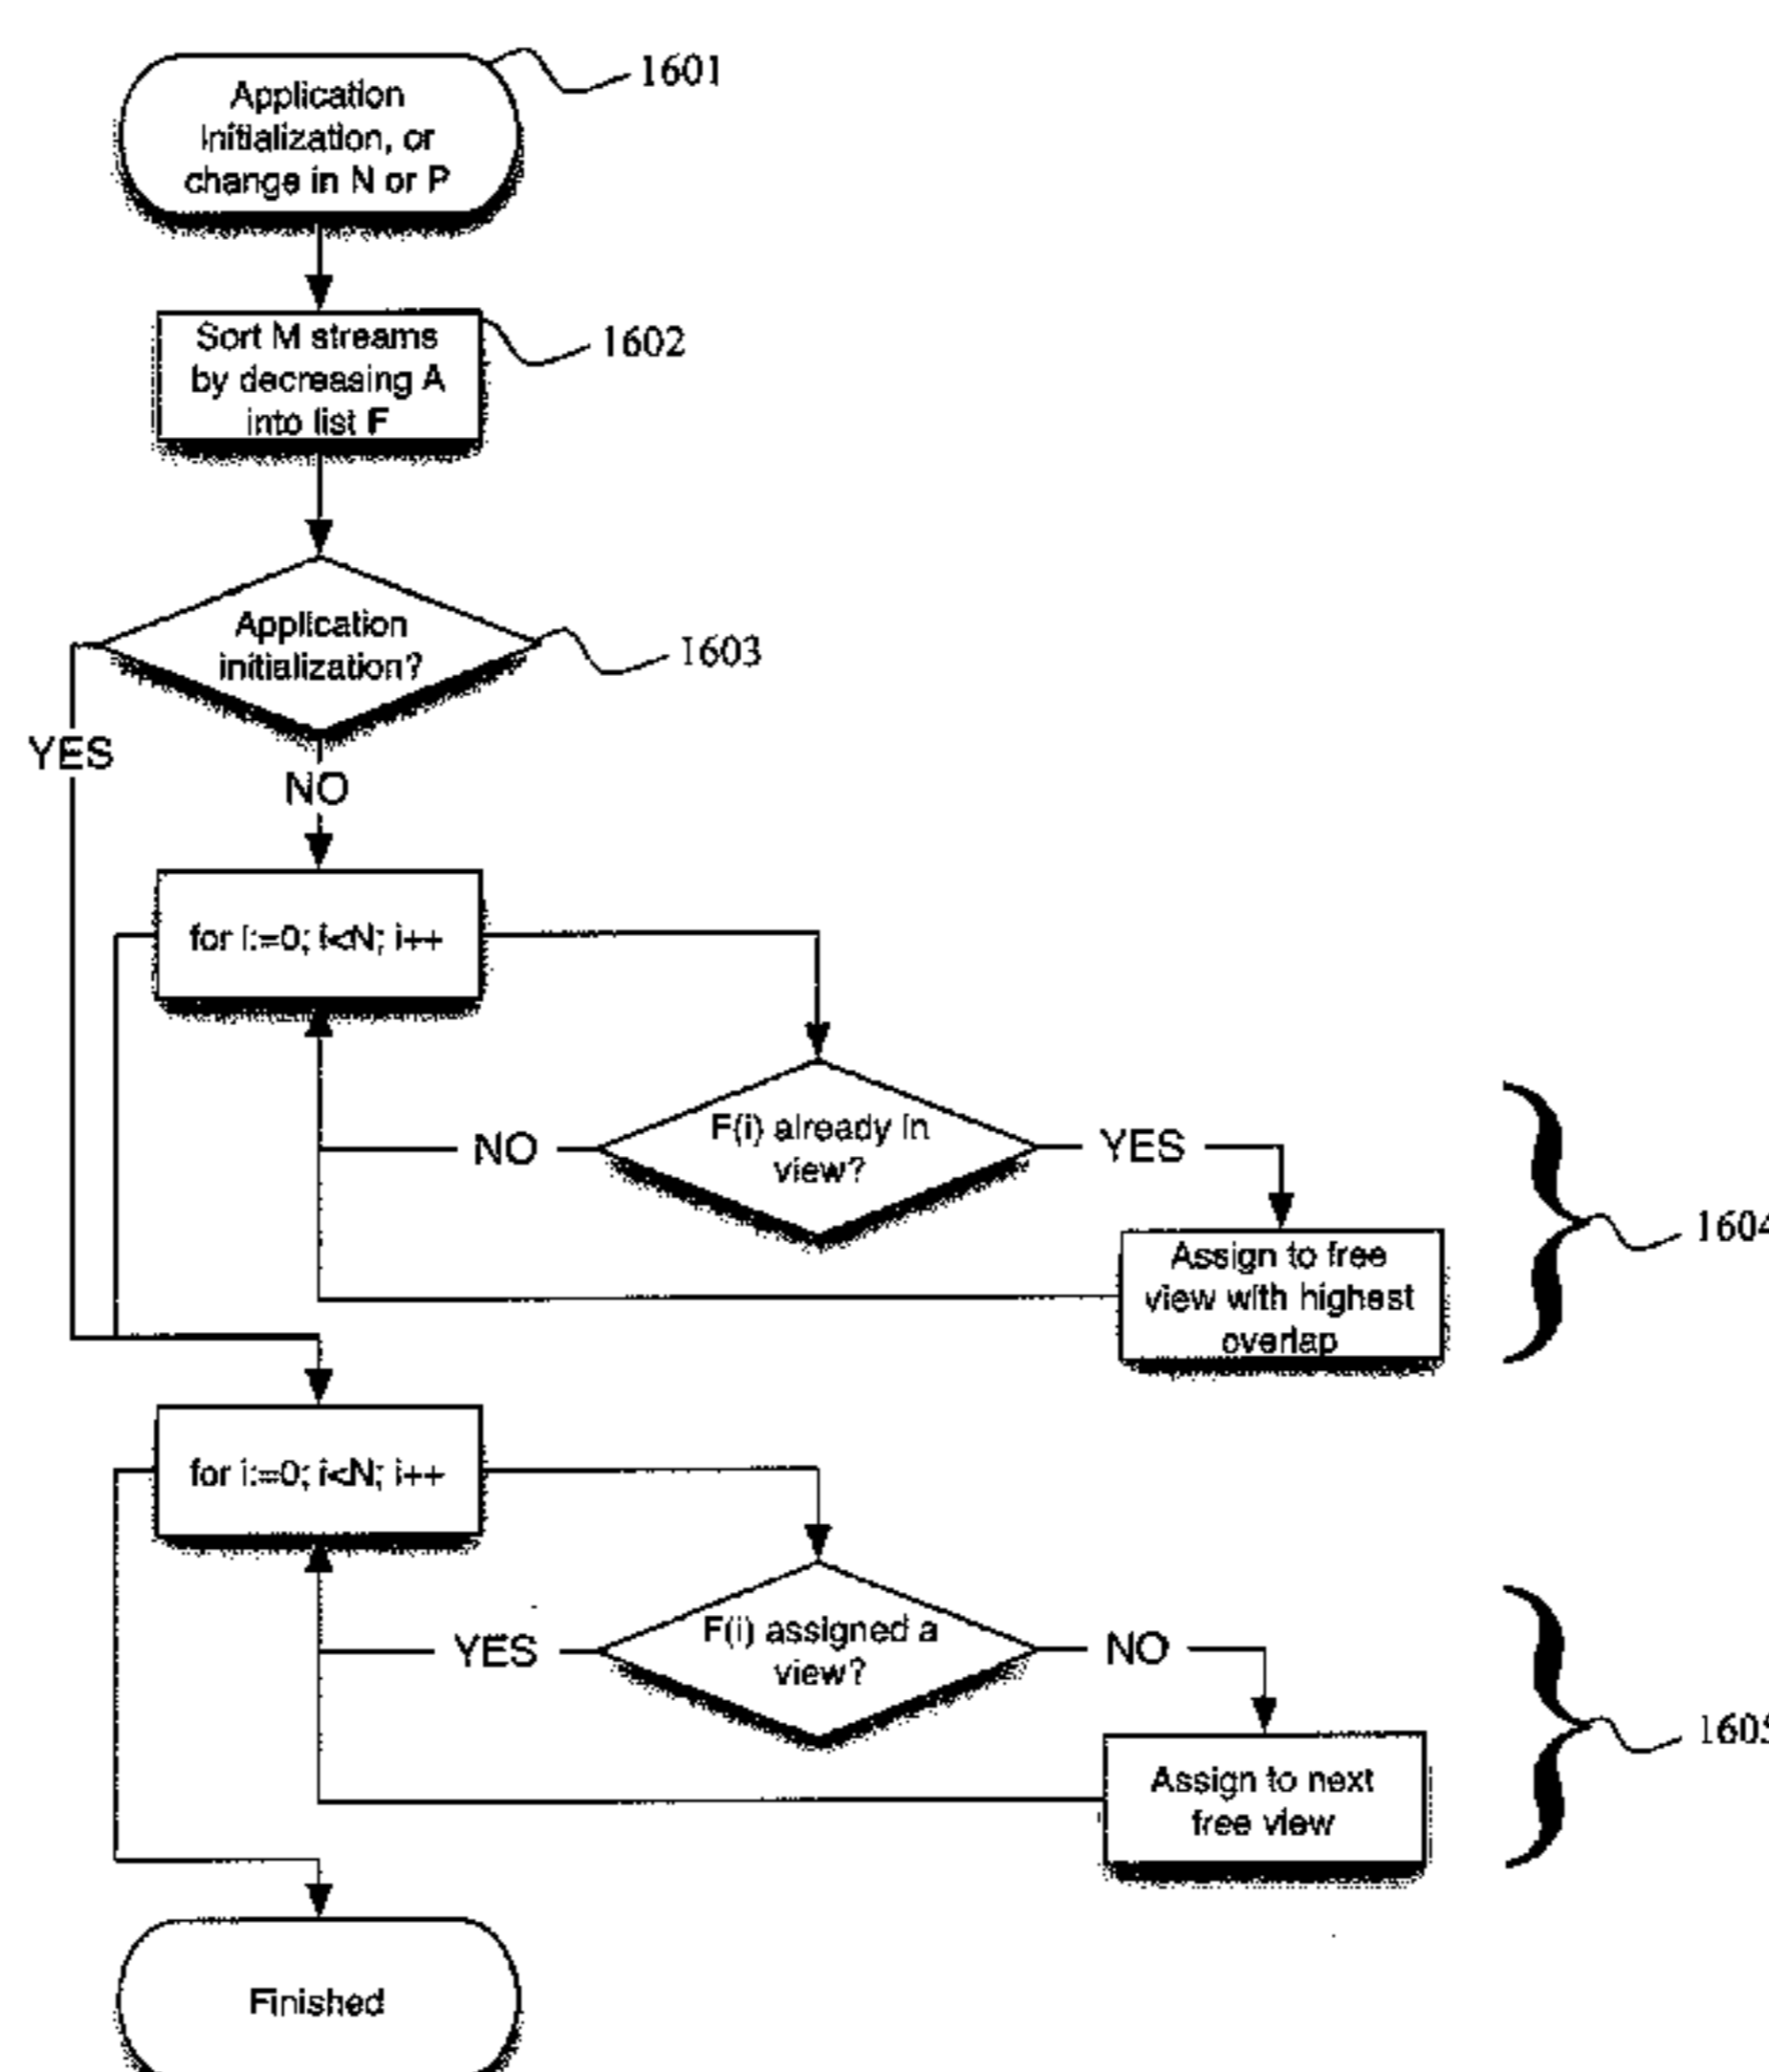 Application
Initialization, or
change in N or P
1601
Sort M streams
by decreasing A
into list F
1602
Application
initialization?
1603
YES
NO
for i:=0; i<N; i++
F(i) already in
view?
NO
YES
Assign to free
view with highest
overlap
1604
for i:=0; i<N; i++
F(i) assigned a
view?
YES
NO
Assign to next
free view
1605
Finished